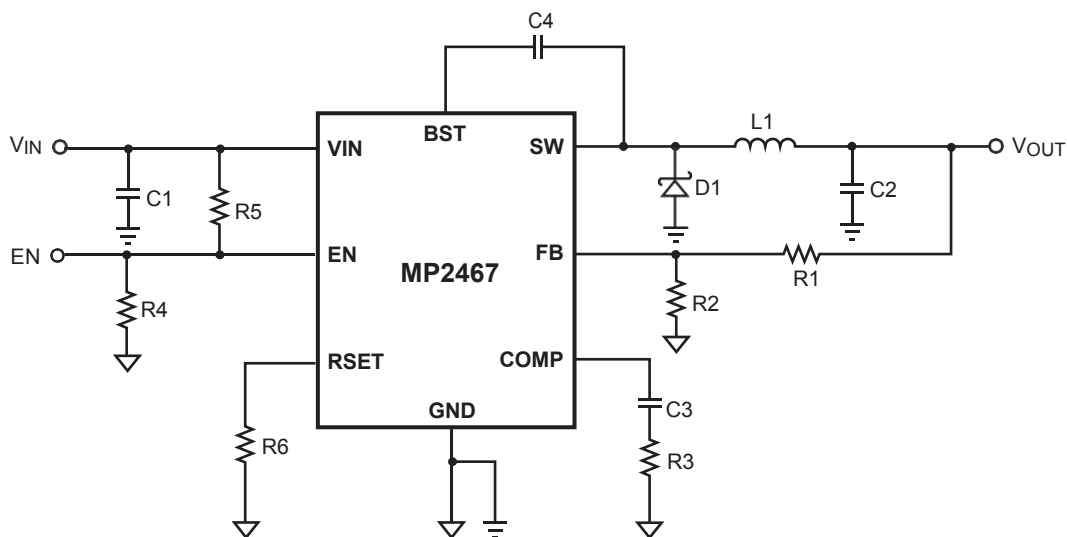 C4
VIN
BST
L1
VIN
SW
VOUT
C1
R5
D1
C2
EN
EN
FB
MP2467
R1
R4
R2
RSET
COMP
GND
C3
R6
R3